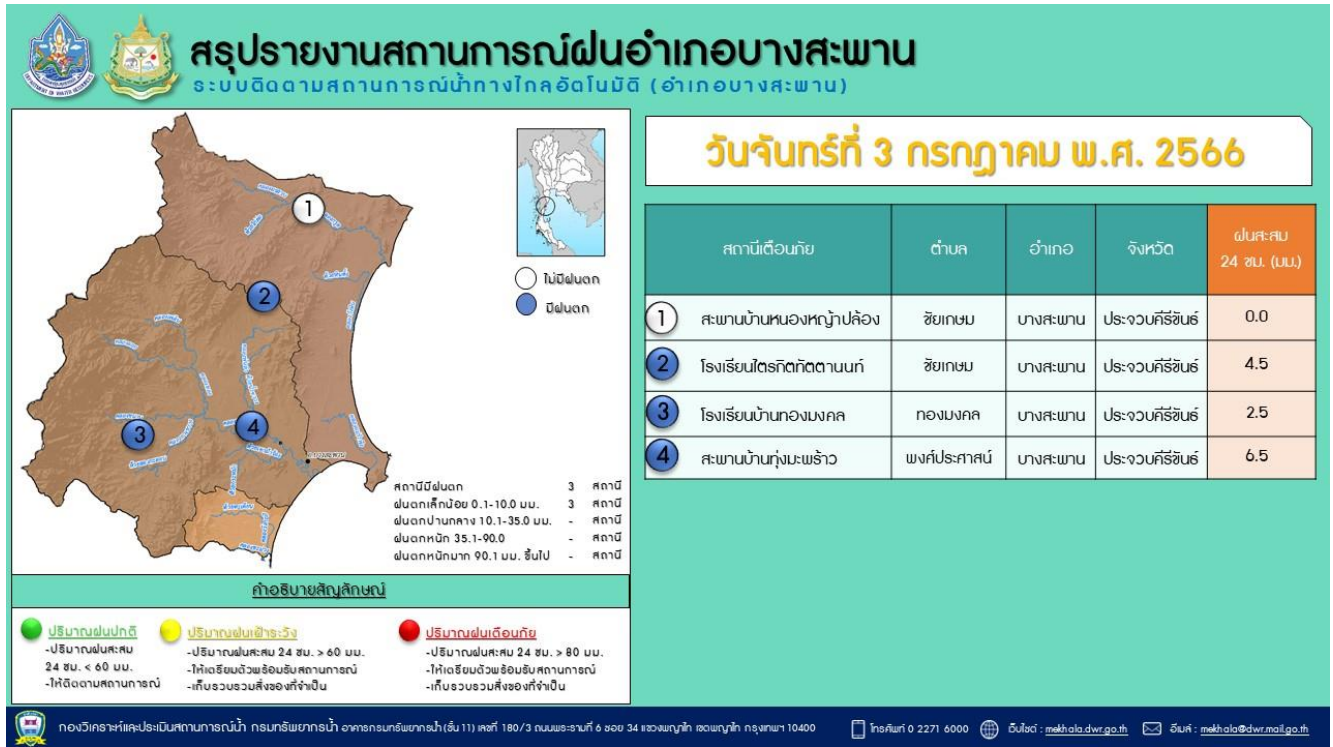 สรุปรายงานสถานการณ์ฝนอำเภอบางสะพาน
ระบบติดตามสถานการณ์น้ำทางไกลอัตโนมัติ (อำเภอบางสะพาน)
วันจันทร์ที่ 3 กรกฎาคม พ.ศ. 2566
1
2
3
4
ไม่มีฝนตก
มีฝนตก
สถานีมีฝนตก 3 สถานี
ฝนตกเล็กน้อย 0.1-10.0 มม. 3 สถานี
ฝนตกปานกลาง 10.1-35.0 มม. - สถานี
ฝนตกหนัก 35.1-90.0 - สถานี
ฝนตกหนักมาก 90.1 มม. ขึ้นไป - สถานี
สถานีเตือนภัย ตำบล อำเภอ จังหวัด ฝนสะสม 24 ชม. (มม.)
1 สะพานบ้านหนองหญ้าปล้อง ชัยเกษม บางสะพาน ประจวบคีรีขันธ์ 0.0
2 โรงเรียนไตรกิตทัตตานนท์ ชัยเกษม บางสะพาน ประจวบคีรีขันธ์ 4.5
3 โรงเรียนบ้านทองมงคล ทองมงคล บางสะพาน ประจวบคีรีขันธ์ 2.5
4 สะพานบ้านทุ่งมะพร้าว พงศ์ประศาสน์ บางสะพาน ประจวบคีรีขันธ์ 6.5
คำอธิบายสัญลักษณ์
ปริมาณฝนปกติ
-ปริมาณฝนสะสม
24 ชม. < 60 มม.
-ให้ติดตามสถานการณ์
ปริมาณฝนเฝ้าระวัง
-ปริมาณฝนสะสม 24 ชม. > 60 มม.
-ให้เตรียมตัวพร้อมรับสถานการณ์
-เก็บรวบรวมสิ่งของที่จำเป็น
ปริมาณฝนเตือนภัย
-ปริมาณฝนสะสม 24 ชม. > 80 มม.
-ให้เตรียมตัวพร้อมรับสถานการณ์
-เก็บรวบรวมสิ่งของที่จำเป็น
กองวิเคราะห์และประเมินสถานการณ์น้ำ กรมทรัพยากรน้ำ อาคารกรมทรัพยากรน้ำ (ชั้น 11) เลขที่ 180/3 ถนนพระรามที่ 6 ซอย 34 แขวงพญาไท เขตพญาไท กรุงเทพฯ 10400 โทรศัพท์ 0 2271 6000 เว็บไซต์ : mekhala.dwr.go.th อีเมล์ : mekhala@dwr.mail.go.th